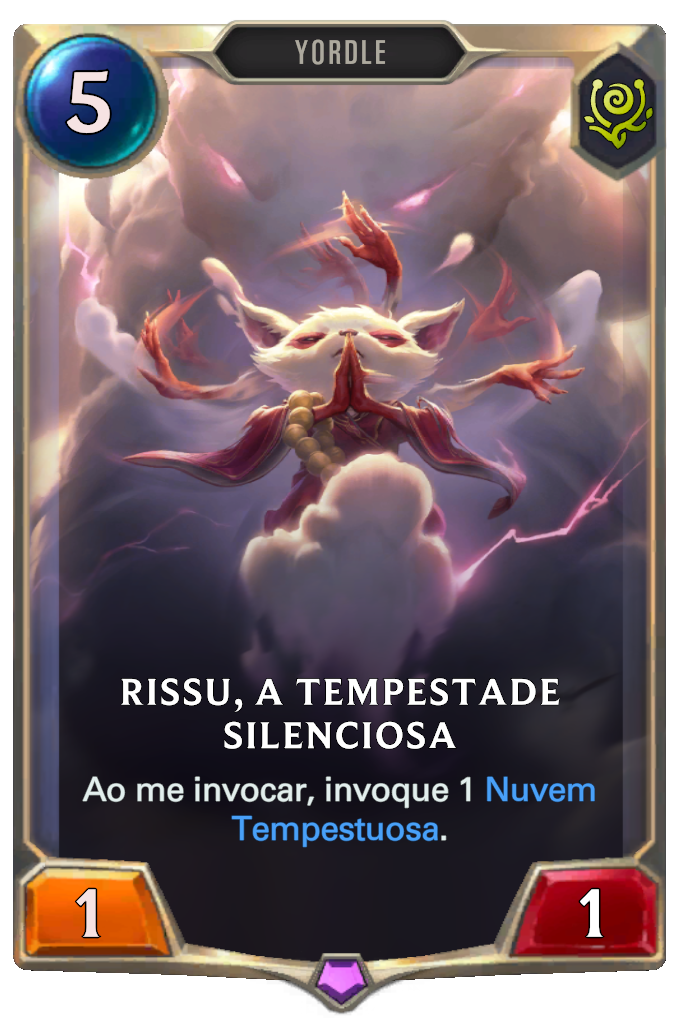 YORDLE
5
RISSU, A TEMPESTADE
SILENCIOSA
Ao me invocar, invoque 1 Nuvem
Tempestuosa.
1
1